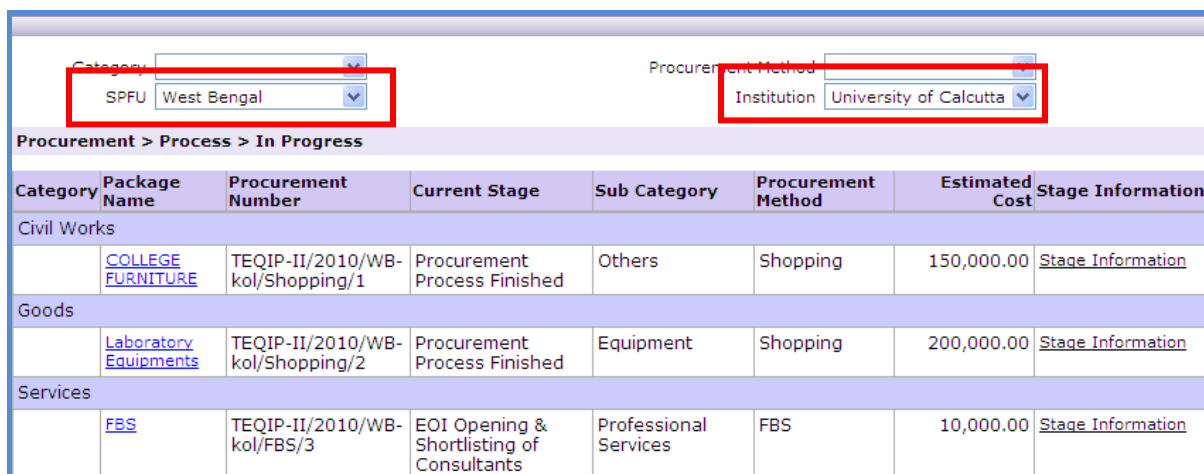 Category Procurement Method
SPFU West Bengal Institution University of Calcutta
Procurement > Process > In Progress
Category Package Name Procurement Number Current Stage Sub Category Procurement Method Estimated Cost Stage Information
Civil Works
COLLEGE TEQIP-II/2010/WB- Procurement Others Shopping 150,000.00 Stage Information
FURNITURE kol/Shopping/1 Process Finished
Goods
Laboratory TEQIP-II/2010/WB- Procurement Equipment Shopping 200,000.00 Stage Information
Equipments kol/Shopping/2 Process Finished
Services
FBS TEQIP-II/2010/WB- EOI Opening & Professional FBS 10,000.00 Stage Information
kol/FBS/3 Shortlisting of Services
Consultants